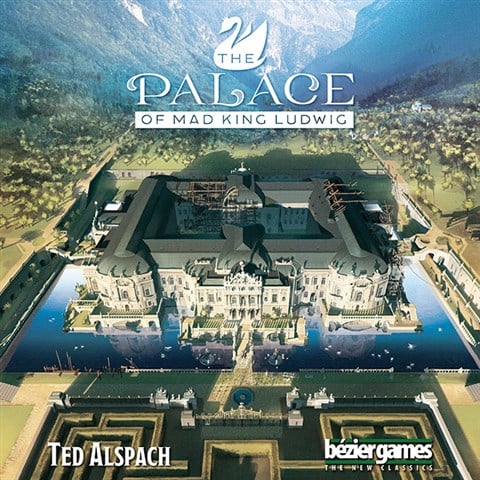 THE
PALACE
OF MAD KING LUDWIG
TED ALSPACH
béziergames
THE NEW CLASSICS